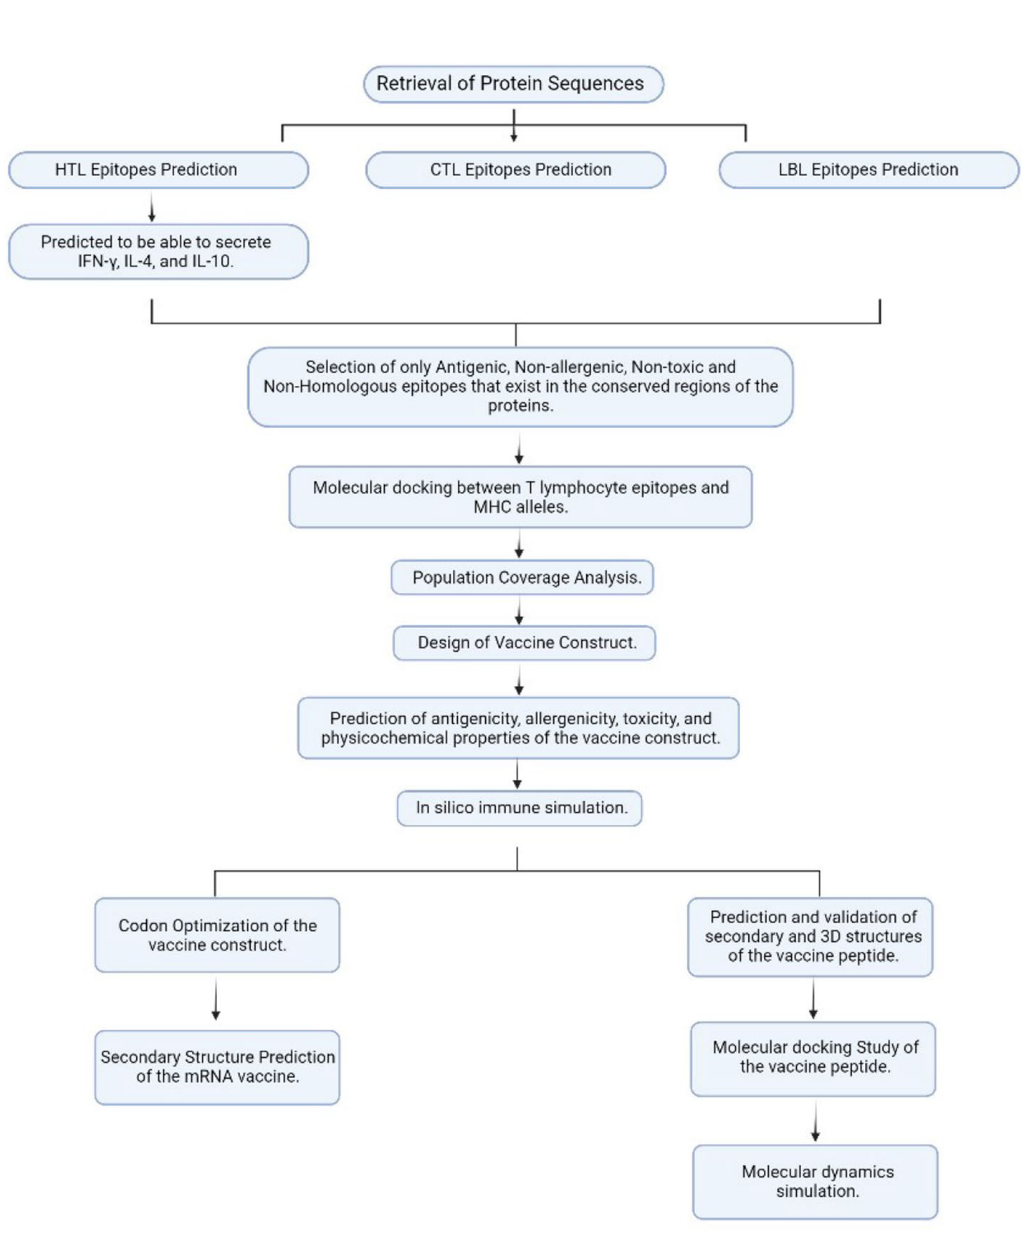 Retrieval of Protein Sequences
HTL Epitopes Prediction
CTL Epitopes Prediction
LBL Epitopes Prediction
Predicted to be able to secrete
IFN-γ, IL-4, and IL-10.
Selection of only Antigenic, Non-allergenic, Non-toxic and
Non-Homologous epitopes that exist in the conserved regions of the
proteins.
Molecular docking between T lymphocyte epitopes and
MHC alleles.
Population Coverage Analysis.
Design of Vaccine Construct.
Prediction of antigenicity, allergenicity, toxicity, and
physicochemical properties of the vaccine construct.
In silico immune simulation.
Codon Optimization of the
vaccine construct.
Secondary Structure Prediction
of the mRNA vaccine.
Prediction and validation of
secondary and 3D structures
of the vaccine peptide.
Molecular docking Study of
the vaccine peptide.
Molecular dynamics
simulation.